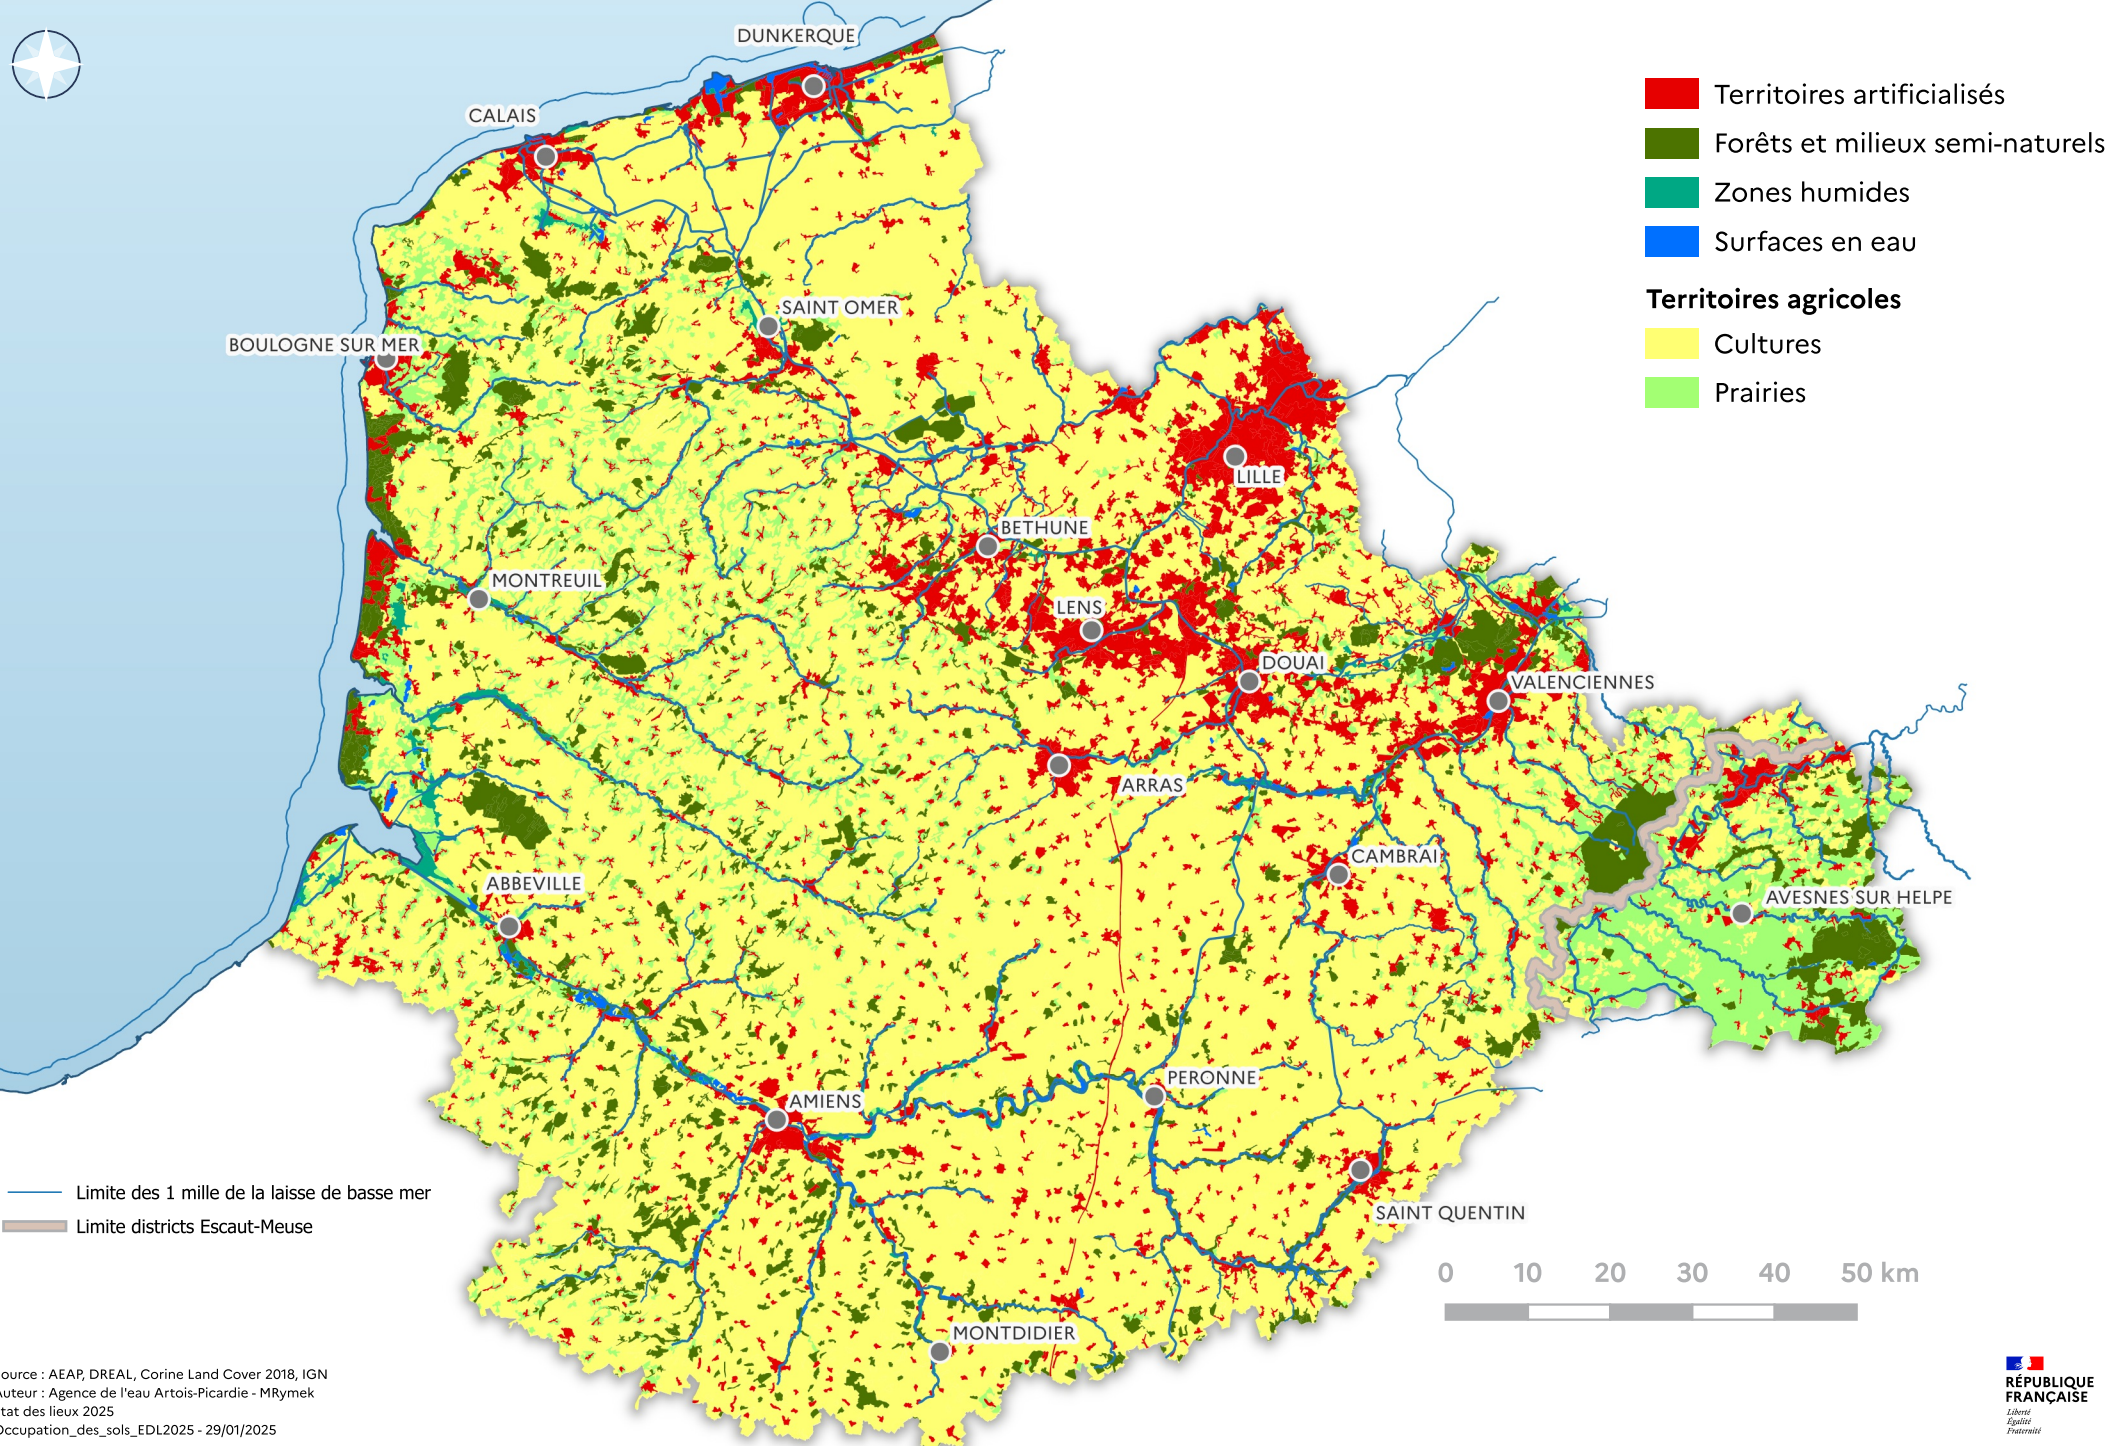 DUNKERQUE
CALAIS
SAINT OMER
BOULOGNE SUR MER
LILLE
BETHUNE
MONTREUIL
LENS
DOUAI
VALENCIENNES
ARRAS
CAMBRAI
ABBEVILLE
AVESNES SUR HELPE
PERONNE
AMIENS
SAINT QUENTIN
MONTDIDIER
Territoires artificialisés
Forêts et milieux semi-naturels
Zones humides
Surfaces en eau
Territoires agricoles
Cultures
Prairies
Limite des 1 mille de la laisse de basse mer
Limite districts Escaut-Meuse
0 10 20 30 40 50 km
ource : AEAP, DREAL, Corine Land Cover 2018, IGN
Auteur : Agence de l'eau Artois-Picardie - MRymek
tat des lieux 2025
Occupation_des_sols_EDL2025 - 29/01/2025
RÉPUBLIQUE
FRANÇAISE
Liberté
Égalité
Fraternité